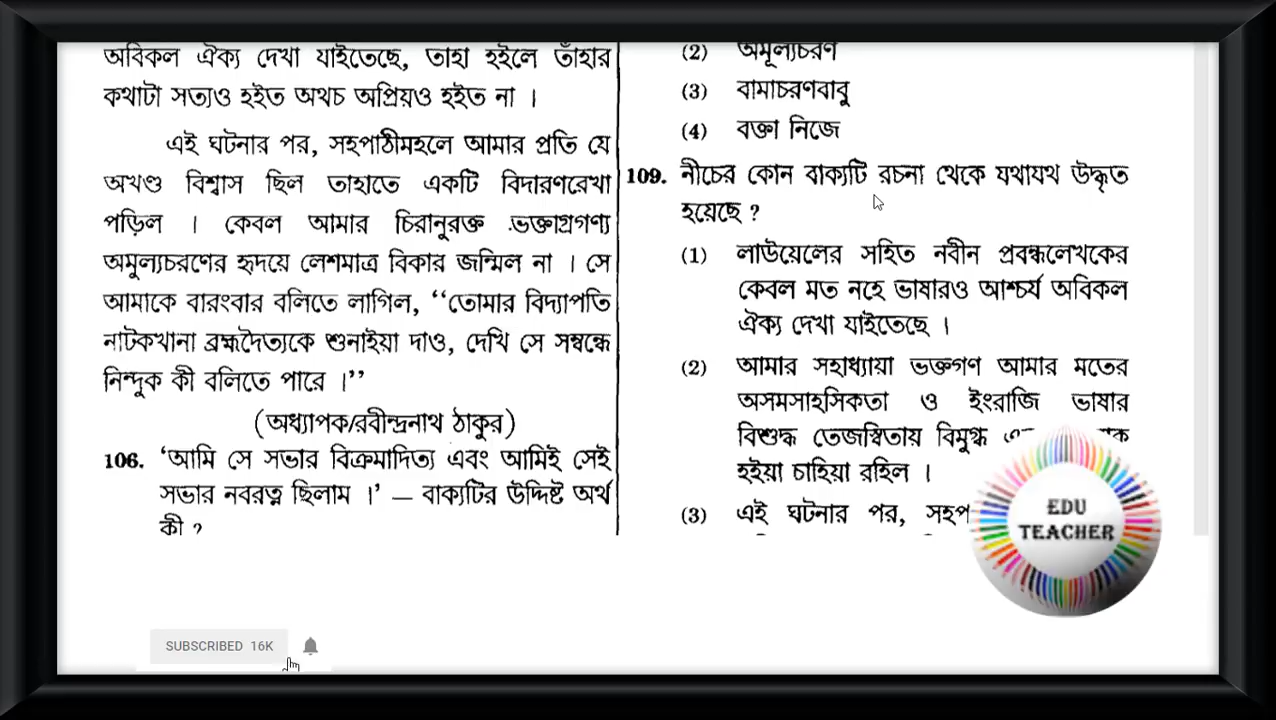 অবিকল ঐক্য দেখা যাইতেছে, তাহা হইলে তাঁহার
কথাটা সত্যও হইত অথচ অপ্রিয়ও হইত না ।
এই ঘটনার পর, সহপাঠীমহলে আমার প্রতি যে
অখণ্ড বিশ্বাস ছিল তাহাতে একটি বিদারণরেখা
পড়িল । কেবল আমার চিরানুরক্ত ভক্তাগ্রগণ্য
অমূল্যচরণের হৃদয়ে লেশমাত্র বিকার জন্মিল না । সে
আমাকে বারংবার বলিতে লাগিল, ‘‘তোমার বিদ্যাপতি
নাটকখানা ব্রহ্মদৈত্যকে শুনাইয়া দাও, দেখি সে সম্বন্ধে
নিন্দুক কী বলিতে পারে ।’’
(অধ্যাপক/রবীন্দ্রনাথ ঠাকুর)
106. ‘আমি সে সভার বিক্রমাদিত্য এবং আমিই সেই
সভার নবরত্ন ছিলাম ।’ — বাক্যটির উদ্দিষ্ট অর্থ
কী ?
(2) অমূল্যচরণ
(3) বামাচরণবাবু
(4) বক্তা নিজে
109. নীচের কোন বাক্যটি রচনা থেকে যথাযথ উদ্ধৃত
হয়েছে ?
(1) লাউয়েলের সহিত নবীন প্রবন্ধলেখকের
কেবল মত নহে ভাষারও আশ্চর্য অবিকল
ঐক্য দেখা যাইতেছে ।
(2) আমার সহাধ্যায়া ভক্তগণ আমার মতের
অসমসাহসিকতা ও ইংরাজি ভাষার
বিশুদ্ধ তেজস্বিতায় বিমুগ্ধ
হইয়া চাহিয়া রহিল ।
(3) এই ঘটনার পর,
EDU
TEACHER
SUBSCRIBED 16K